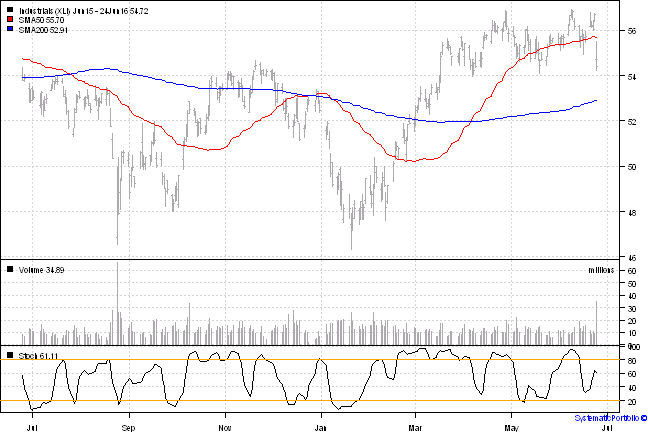 Industrials (XLI) Jun 15 - 24Jun16 54.72
SMA50 55.70
SMA200 52.91
56
54
52
50
48
46
Volume 34.89
millions
60
50
40
30
20
10
0
Stoch 61.11
100
80
60
40
20
Jul
Sep
Nov
Jan
Mar
May
Jul
SystematicPortfolio ©